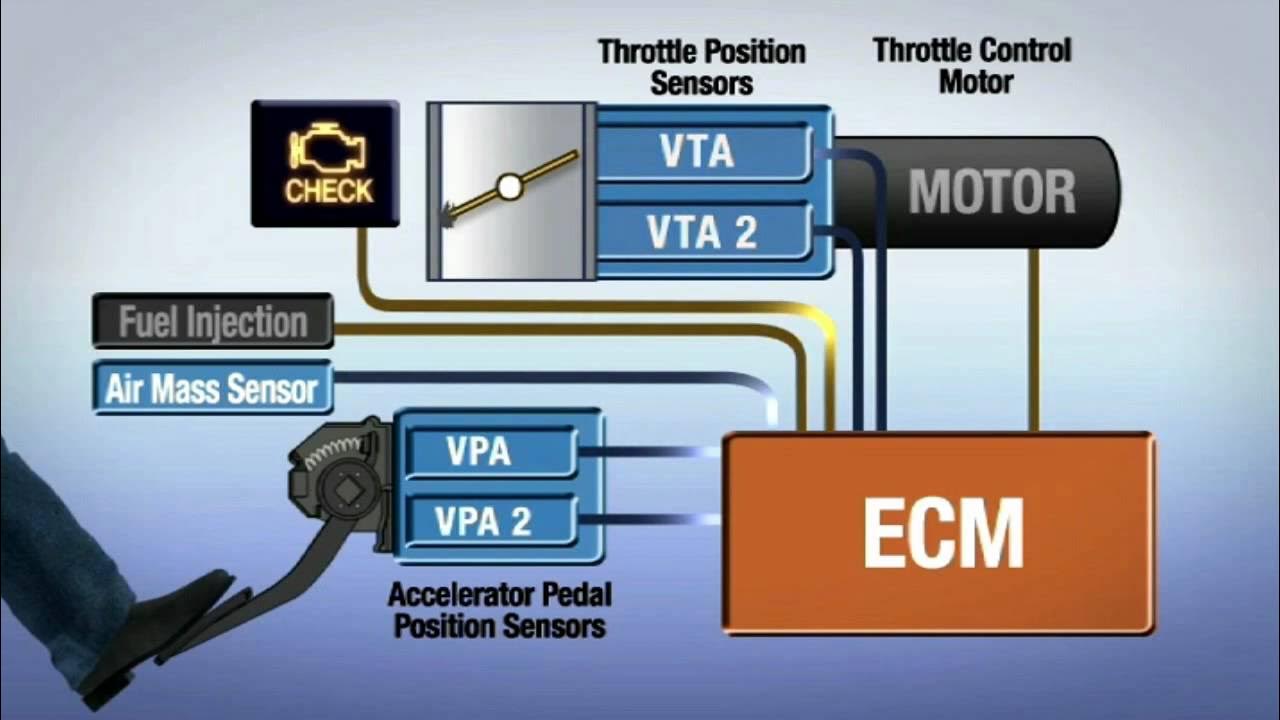 Throttle Position
Sensors
Throttle Control
Motor
CHECK
VTA
VTA 2
MOTOR
Fuel Injection
Air Mass Sensor
VPA
VPA 2
ECM
Accelerator Pedal
Position Sensors